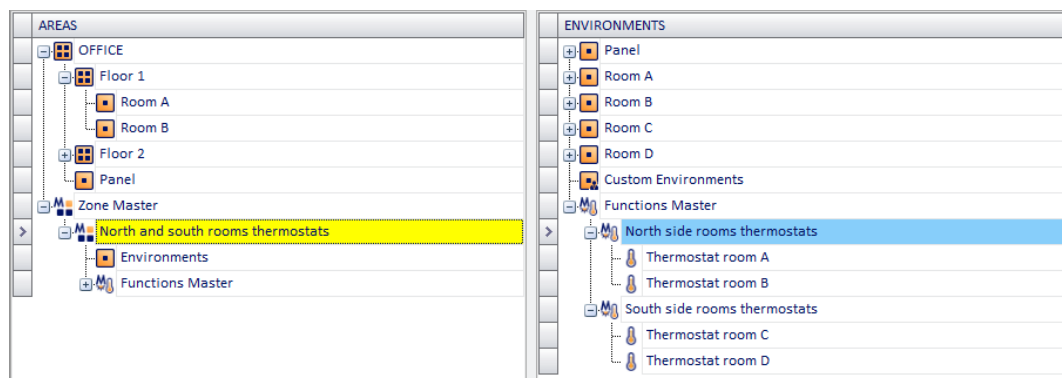 AREAS
OFFICE
Floor 1
Room A
Room B
Floor 2
Panel
Zone Master
North and south rooms thermostats
Environments
Functions Master
ENVIRONMENTS
Panel
Room A
Room B
Room C
Room D
Custom Environments
Functions Master
North side rooms thermostats
Thermostat room A
Thermostat room B
South side rooms thermostats
Thermostat room C
Thermostat room D